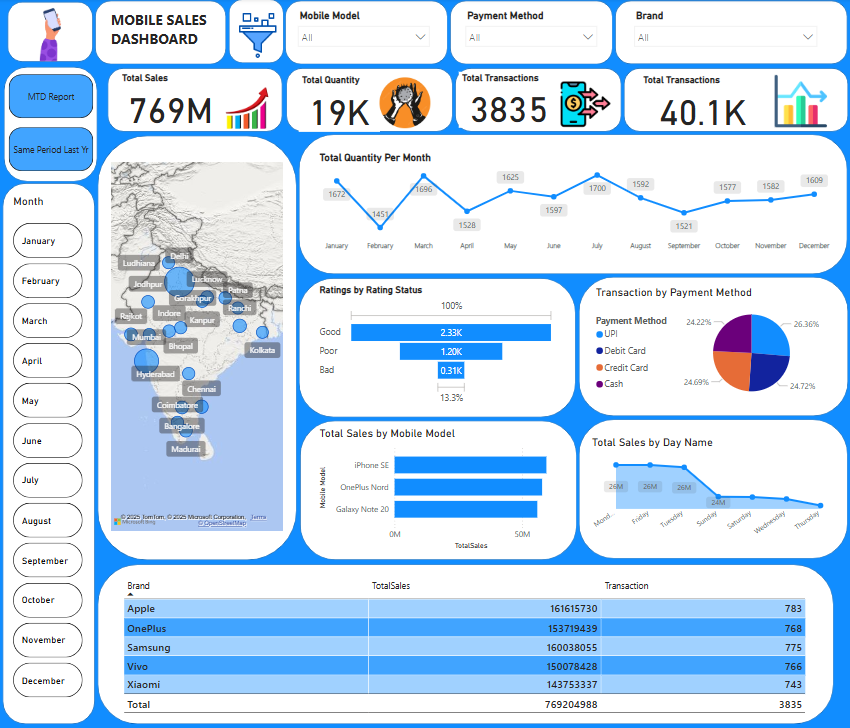 MOBILE SALES
DASHBOARD
Mobile Model
All
Payment Method
All
Brand
All
MTD Report
Same Period Last Yr
Total Sales
769M
Total Quantity
19K
Total Transactions
3835
Total Transactions
40.1K
Month
January
February
March
April
May
June
July
August
September
October
November
December
Ludhiana
Delhi
Jodhpur
Lucknow
Gorakhpur
Patna
Rajkot
Indore
Kanpur
Ranchi
Mumbai
Bhopal
Kolkata
Hyderabad
Chennai
Coimbatore
Bangalore
Madurai
© 2025 TomTom, © 2025 Microsoft Corporation, Terms
Microsoft Bing
© OpenStreetMap
Total Quantity Per Month
1672
1451
1696
1528
1625
1597
1700
1592
1521
1577
1582
1609
January February March April May June July August September October November December
Ratings by Rating Status
100%
Good 2.33K
Poor 1.20K
Bad 0.31K
13.3%
Transaction by Payment Method
Payment Method
UPI
Debit Card
Credit Card
Cash
24.22%
26.36%
24.69%
24.72%
Total Sales by Mobile Model
Mobile Model
iPhone SE
OnePlus Nord
Galaxy Note 20
0M 50M
TotalSales
Total Sales by Day Name
26M 26M 26M 24M
Mond... Friday Tuesday Sunday Saturday Wednesday Thursday
Brand TotalSales Transaction
Apple 161615730 783
OnePlus 153719439 768
Samsung 160038055 775
Vivo 150078428 766
Xiaomi 143753337 743
Total 769204988 3835